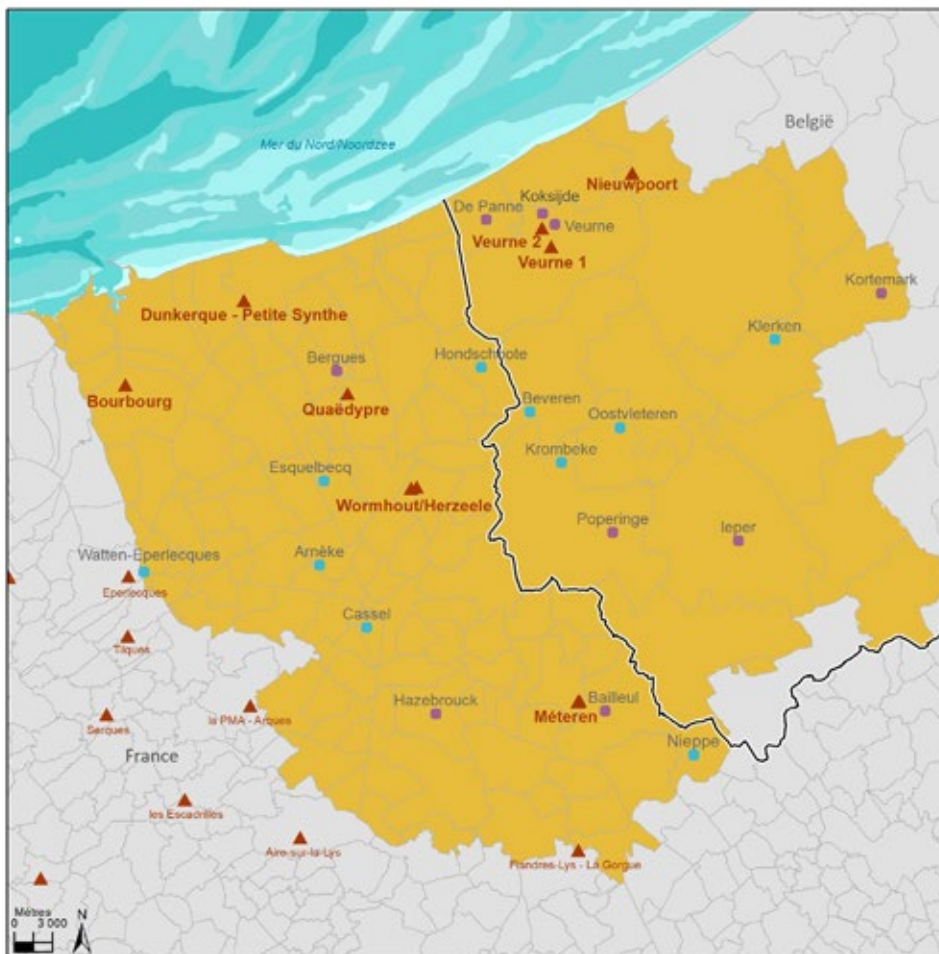 België
Mer du Nord/Noordzee
Nieuwpoort
Koksijde
De Panne
Veurne
Veurne 2
Veurne 1
Kortemark
Dunkerque - Petite Synthe
Klerken
Bergues
Hondschoote
Bourbourg
Quaëdypre
Beveren
Oostvleteren
Krombeke
Esquelbecq
Wormhout/Herzeele
Poperinge
Ieper
Watten-Eperlecques
Arnêke
Eperlecques
Cassel
Tilques
Hazebrouck
Bailleul
Méteren
Serques
la PMA - Arques
Nieppe
France
les Escadrilles
Aire-sur-la-Lys
Flandres-Lys - La Gorgue
Mètres
0 3 000
N